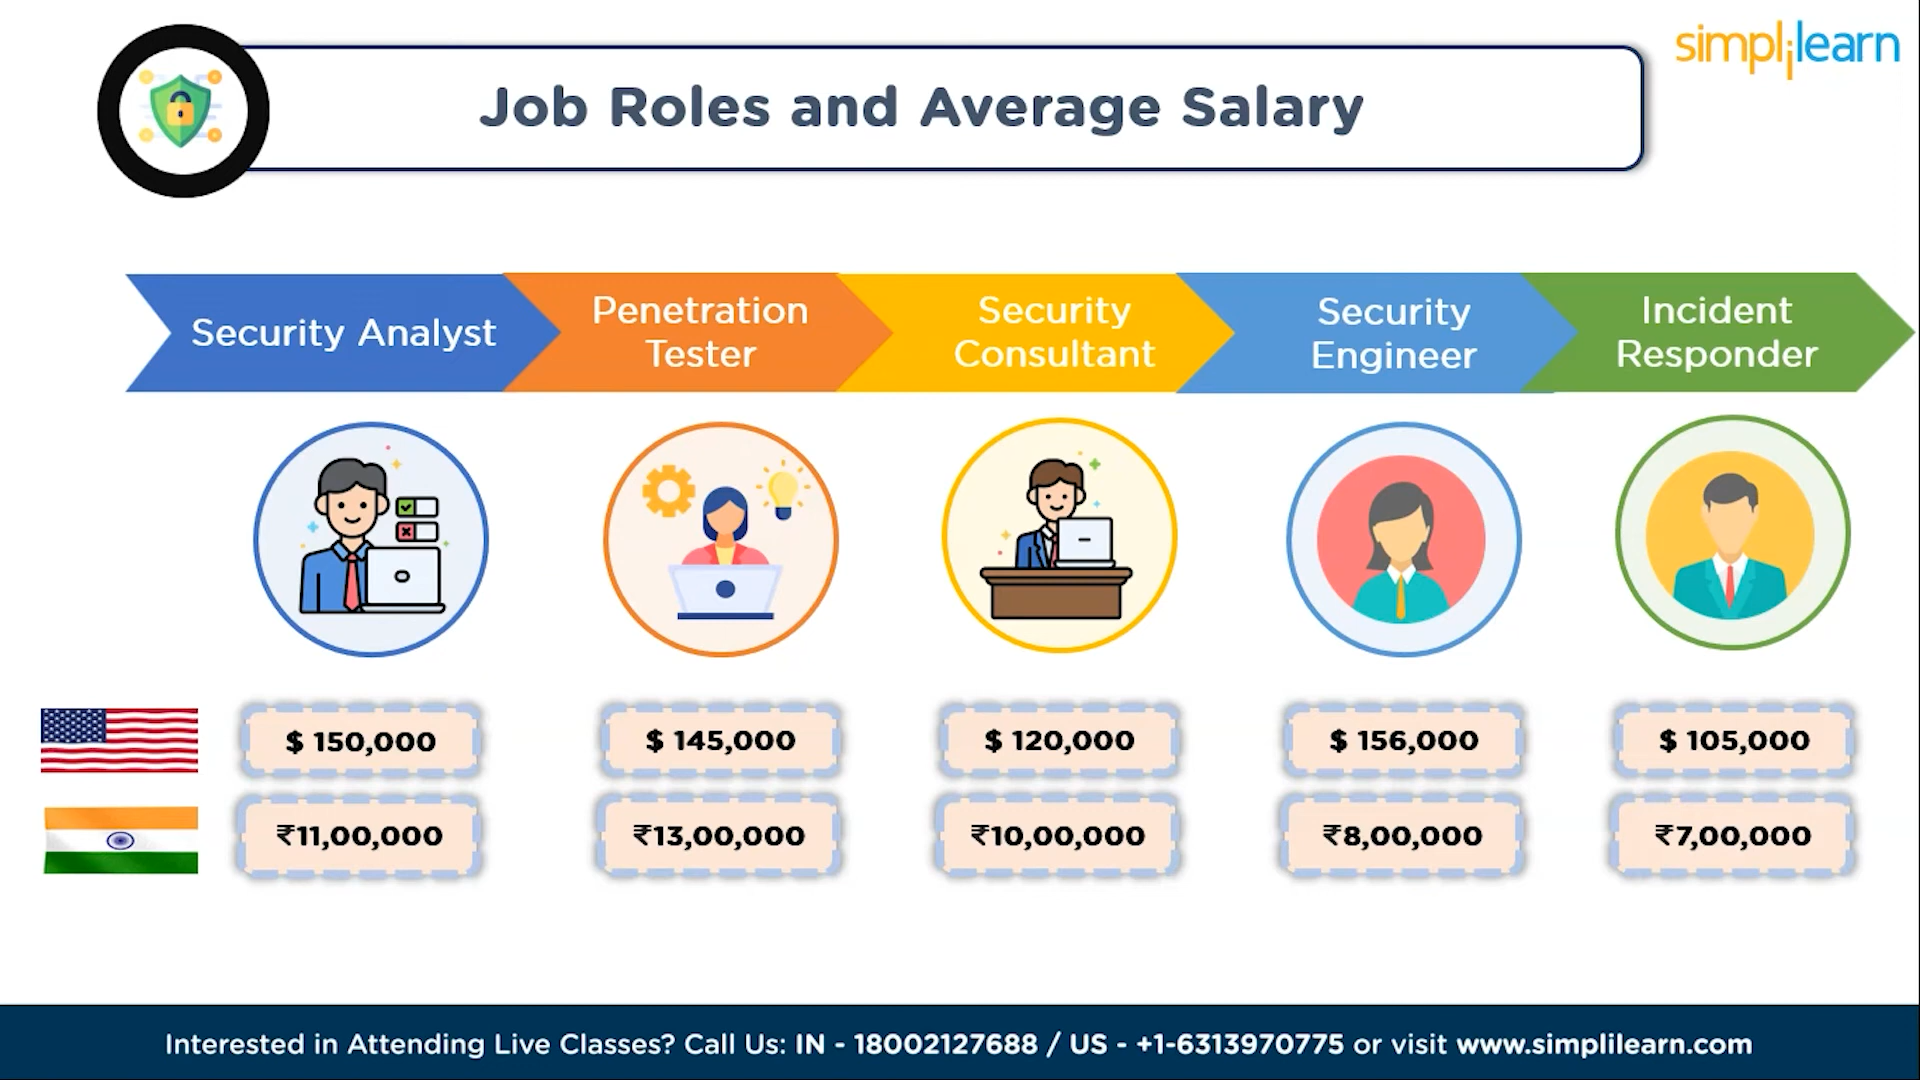 simplilearn
Job Roles and Average Salary
Security Analyst
Penetration
Tester
Security
Consultant
Security
Engineer
Incident
Responder
$ 150,000
$ 145,000
$ 120,000
$ 156,000
$ 105,000
₹11,00,000
₹13,00,000
₹10,00,000
₹8,00,000
₹7,00,000
Interested in Attending Live Classes? Call Us: IN - 18002127688 / US - +1-6313970775 or visit www.simplilearn.com